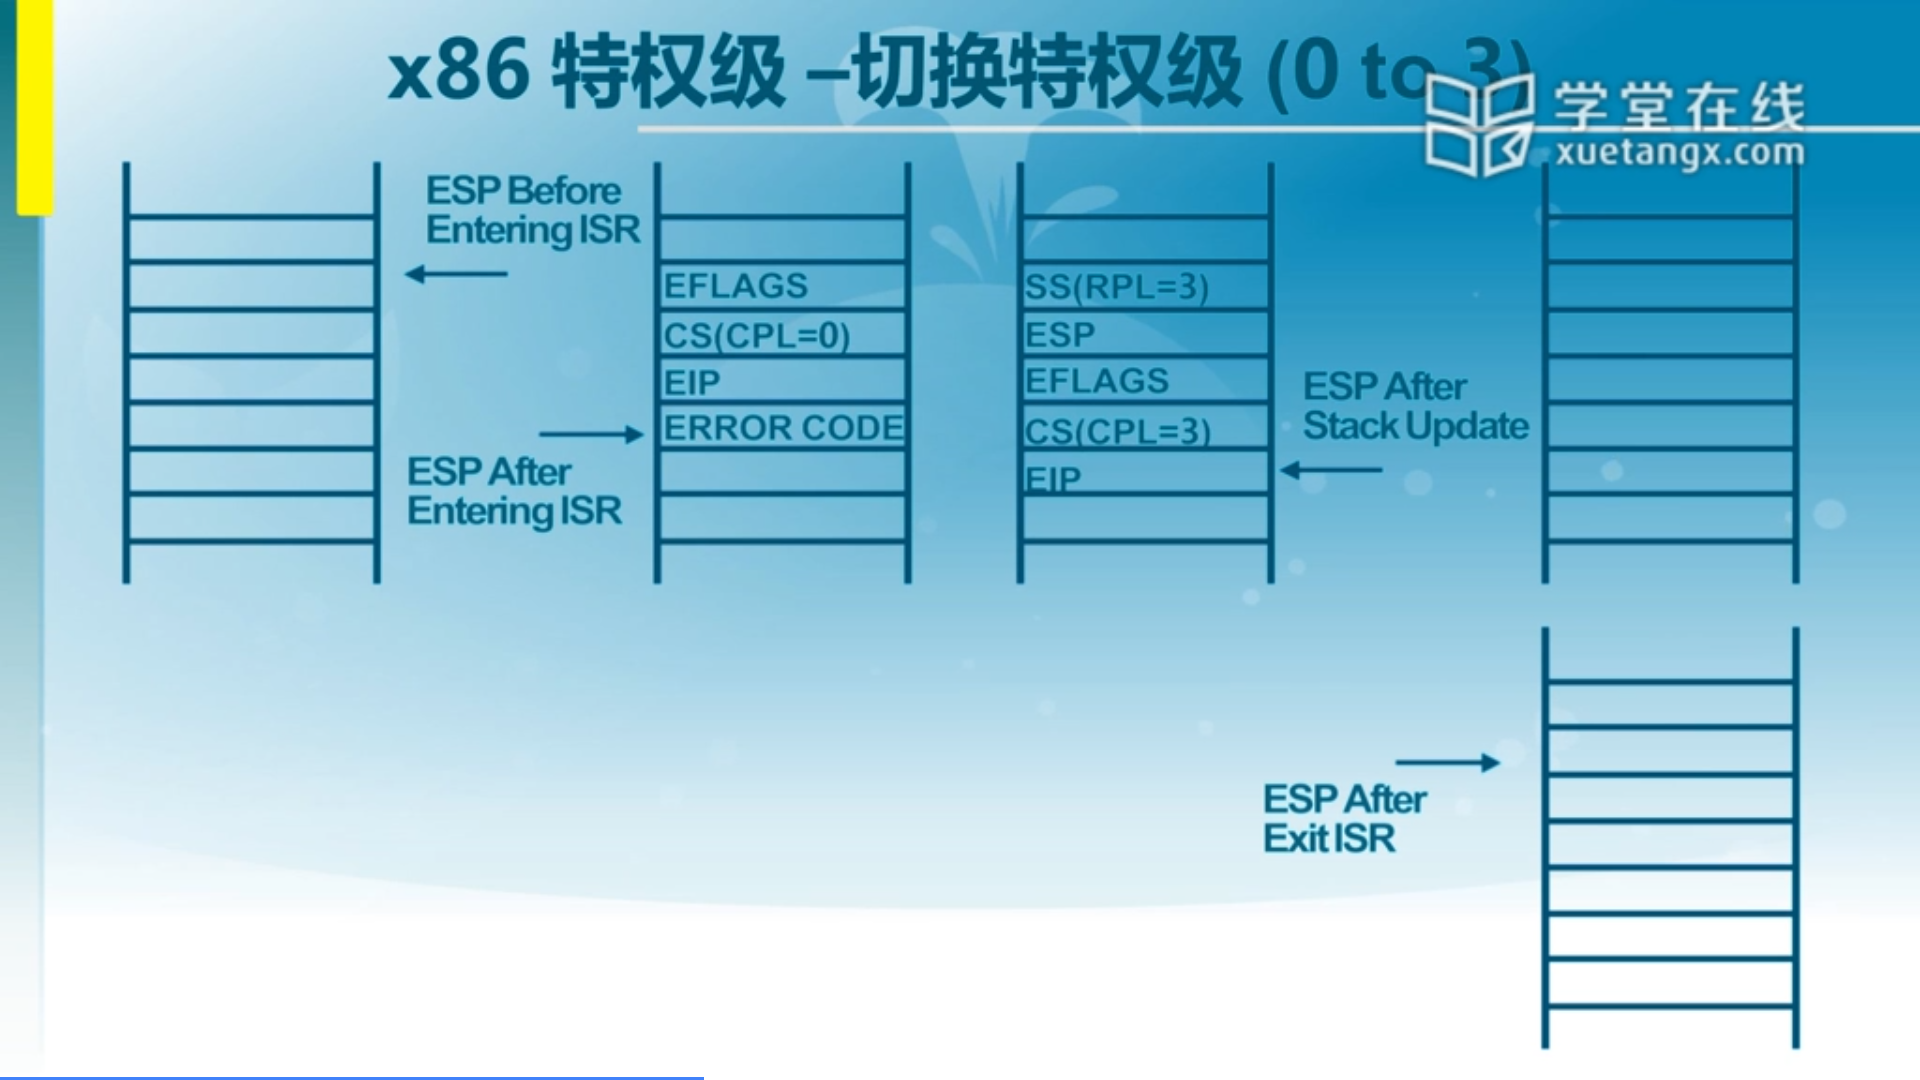 x86 特权级 –切换特权级 (0 to 3)
学堂在线
xuetangx.com
ESP Before
Entering ISR
ESP After
Entering ISR
EFLAGS
CS(CPL=0)
EIP
ERROR CODE
SS(RPL=3)
ESP
EFLAGS
CS(CPL=3)
EIP
ESP After
Stack Update
ESP After
Exit ISR